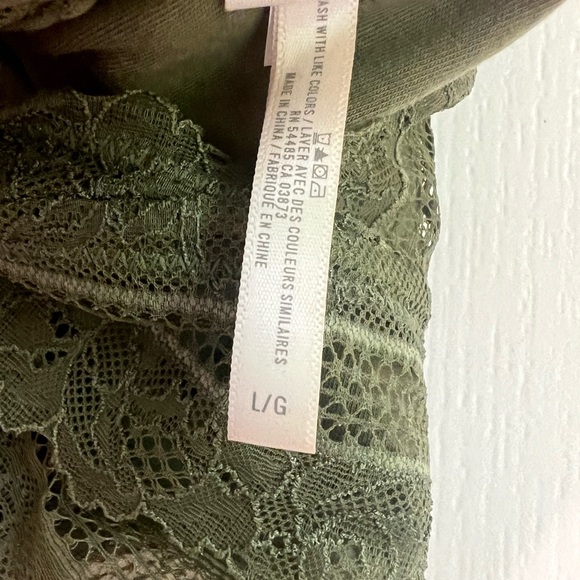 ASH WITH LIKE COLORS / LAVER AVEC DES COULEURS SIMILAIRES
MADE IN CHINA / FABRIQUÉ EN CHINE
RN 54485 CA 03873
L/G